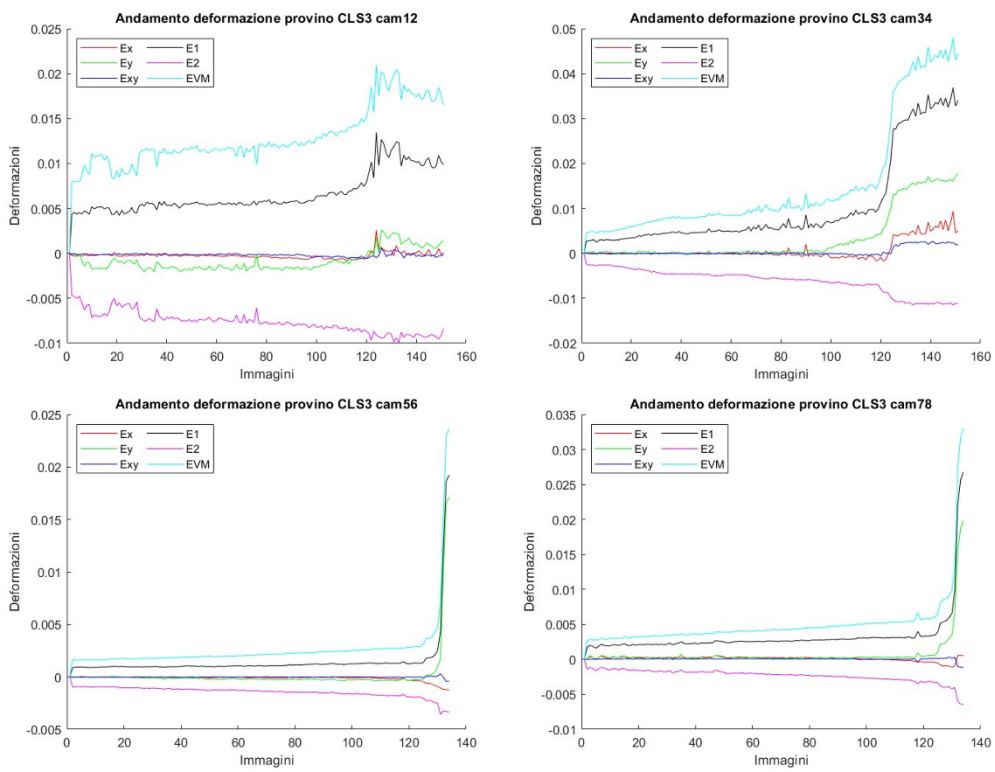 Andamento deformazione provino CLS3 cam12
Deformazioni
0.025
0.02
0.015
0.01
0.005
0
-0.005
-0.01
Ex E1
Ey E2
Exy EVM
0 20 40 60 80 100 120 140 160
Immagini
Andamento deformazione provino CLS3 cam34
Deformazioni
0.05
0.04
0.03
0.02
0.01
0
-0.01
-0.02
Ex E1
Ey E2
Exy EVM
0 20 40 60 80 100 120 140 160
Immagini
Andamento deformazione provino CLS3 cam56
Deformazioni
0.025
0.02
0.015
0.01
0.005
0
-0.005
Ex E1
Ey E2
Exy EVM
0 20 40 60 80 100 120 140
Immagini
Andamento deformazione provino CLS3 cam78
Deformazioni
0.035
0.03
0.025
0.02
0.015
0.01
0.005
0
-0.005
-0.01
Ex E1
Ey E2
Exy EVM
0 20 40 60 80 100 120 140
Immagini